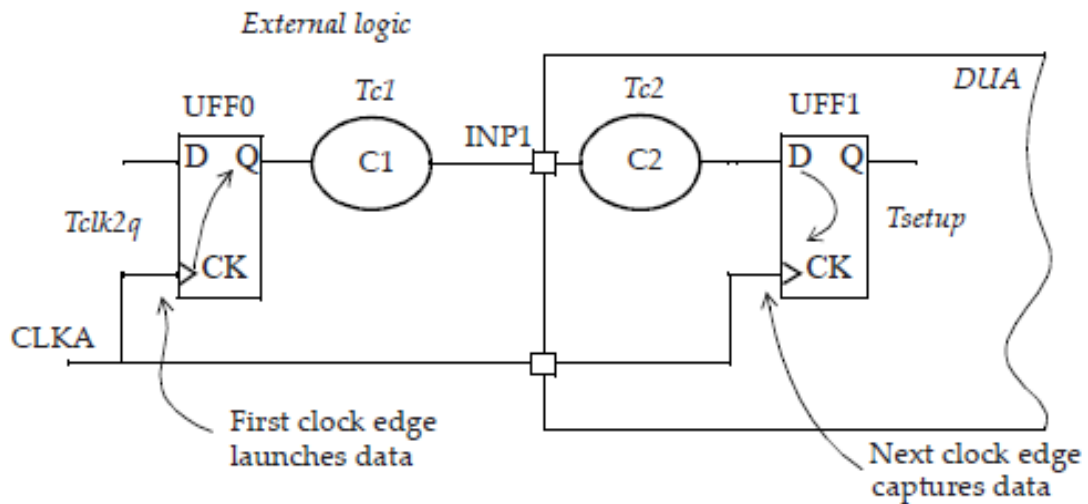 External logic
DUA
Tc1
Tc2
UFF0
UFF1
INP1
D Q
C1
C2
D Q
Tclk2q
Tsetup
CK
CK
CLKA
First clock edge
launches data
Next clock edge
captures data